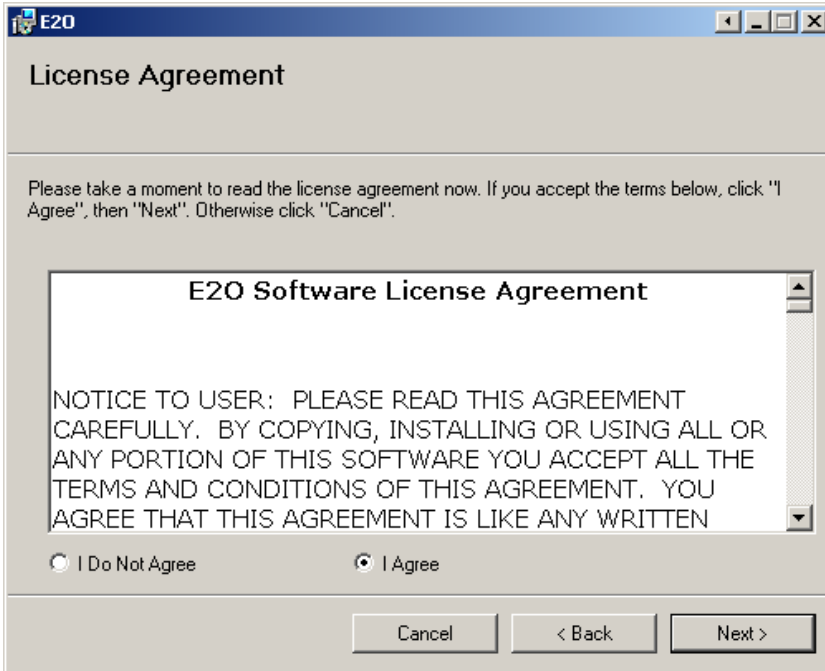 E2O
License Agreement
Please take a moment to read the license agreement now. If you accept the terms below, click "I
Agree", then "Next". Otherwise click "Cancel".
E2O Software License Agreement
NOTICE TO USER:  PLEASE READ THIS AGREEMENT
CAREFULLY.  BY COPYING, INSTALLING OR USING ALL OR
ANY PORTION OF THIS SOFTWARE YOU ACCEPT ALL THE
TERMS AND CONDITIONS OF THIS AGREEMENT.  YOU
AGREE THAT THIS AGREEMENT IS LIKE ANY WRITTEN
I Do Not Agree
I Agree
Cancel
< Back
Next >